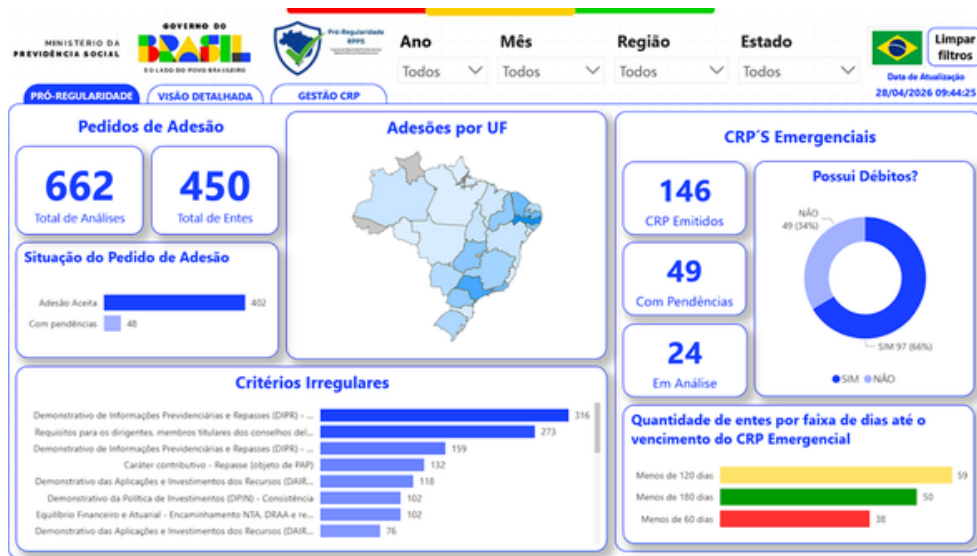 MINISTÉRIO DA
PREVIDÊNCIA SOCIAL
GOVERNO DO
BRASIL
DO LADO DO POVO BRASILEIRO
Pró-Regularidade
RPPS
Ano
Mês
Região
Estado
Todos
Todos
Todos
Todos
Limpar
filtros
Data de Atualização
28/04/2026 09:44:25
PRÓ-REGULARIDADE
VISÃO DETALHADA
GESTÃO CRP
Pedidos de Adesão
662
Total de Análises
450
Total de Entes
Situação do Pedido de Adesão
Adesão Aceita 402
Com pendências 48
Adesões por UF
CRP´S Emergenciais
146
CRP Emitidos
49
Com Pendências
24
Em Análise
Possui Débitos?
NÃO
49 (34%)
SIM 97 (66%)
SIM NÃO
Critérios Irregulares
Demonstrativo de Informações Previdenciárias e Repasses (DIPR) - ... 316
Requisitos para os dirigentes, membros titulares dos conselhos del... 273
Demonstrativo de Informações Previdenciárias e Repasses (DIPR) - ... 159
Caráter contributivo - Repasse (objeto de PAP) 132
Demonstrativo das Aplicações e Investimentos dos Recursos (DAIR... 118
Demonstrativo da Política de Investimentos (DPIN) - Consistência 102
Equilíbrio Financeiro e Atuarial - Encaminhamento NTA, DRAA e re... 102
Demonstrativo das Aplicações e Investimentos dos Recursos (DAIR... 76
Quantidade de entes por faixa de dias até o
vencimento do CRP Emergencial
Menos de 120 dias 59
Menos de 180 dias 50
Menos de 60 dias 38